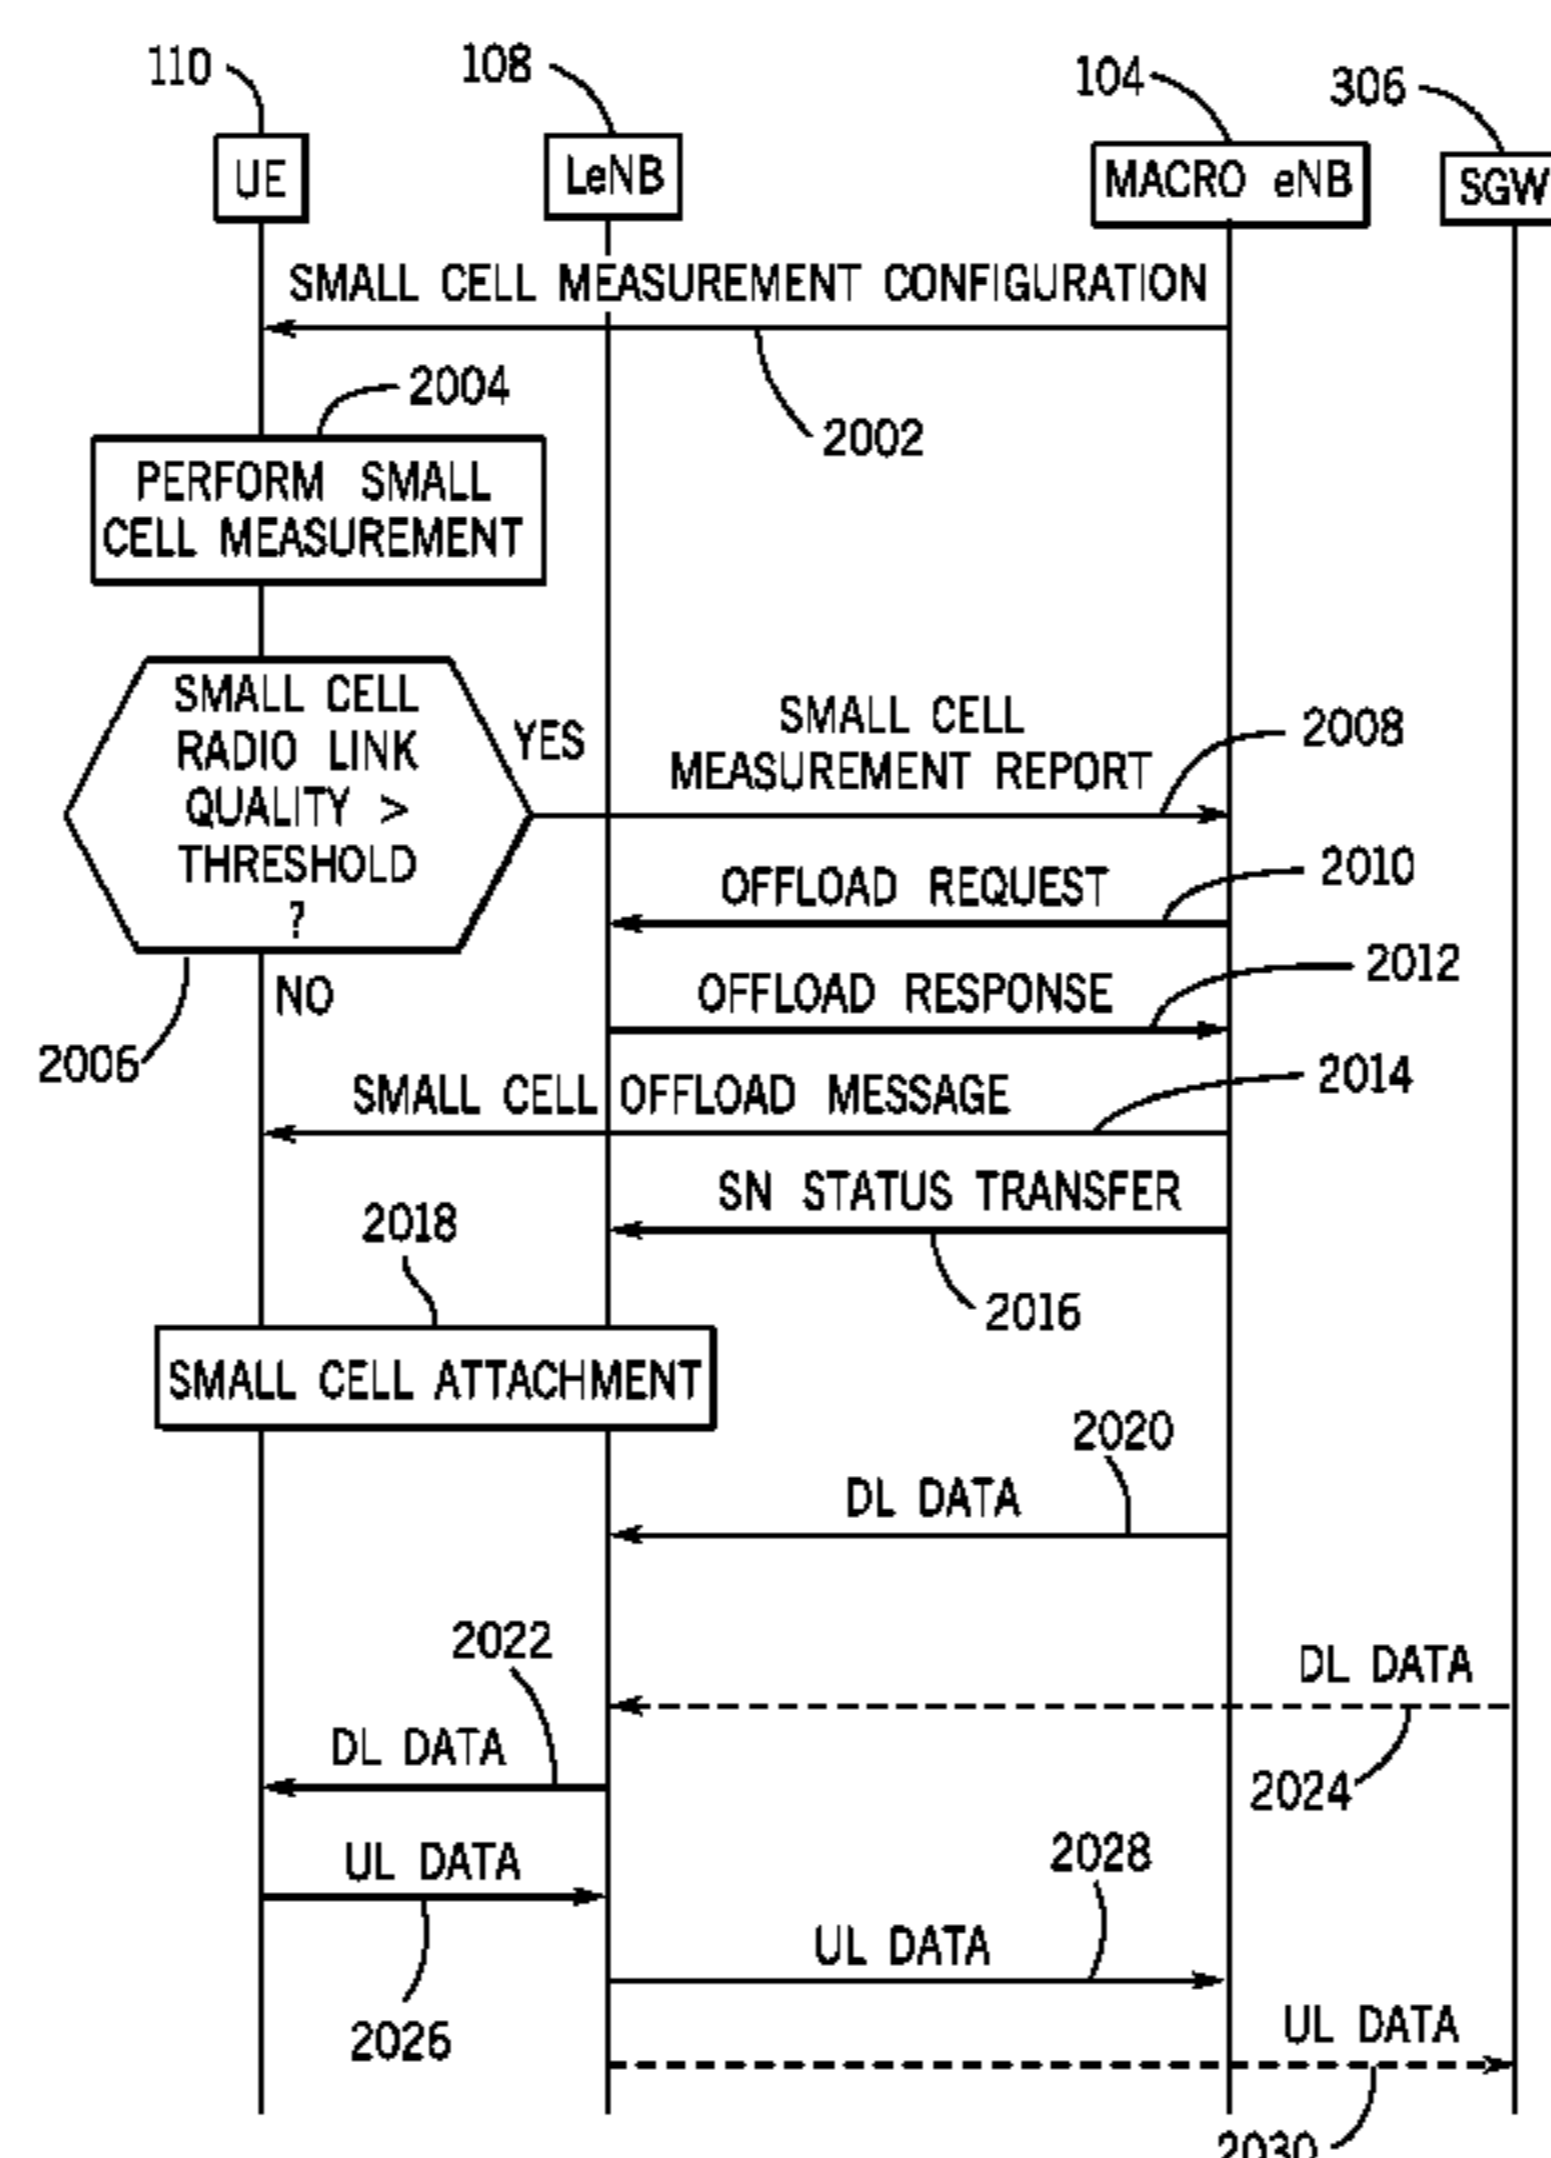 110
108
104
306
UE
LeNB
MACRO eNB
SGW
SMALL CELL MEASUREMENT CONFIGURATION
2004
2002
PERFORM SMALL
CELL MEASUREMENT
SMALL CELL
RADIO LINK
QUALITY >
THRESHOLD
?
YES
SMALL CELL
MEASUREMENT REPORT
2008
OFFLOAD REQUEST
2010
NO
OFFLOAD RESPONSE
2012
2006
SMALL CELL OFFLOAD MESSAGE
2014
SN STATUS TRANSFER
2018
2016
SMALL CELL ATTACHMENT
2020
DL DATA
2022
DL DATA
DL DATA
2024
UL DATA
2028
2026
UL DATA
UL DATA
2030